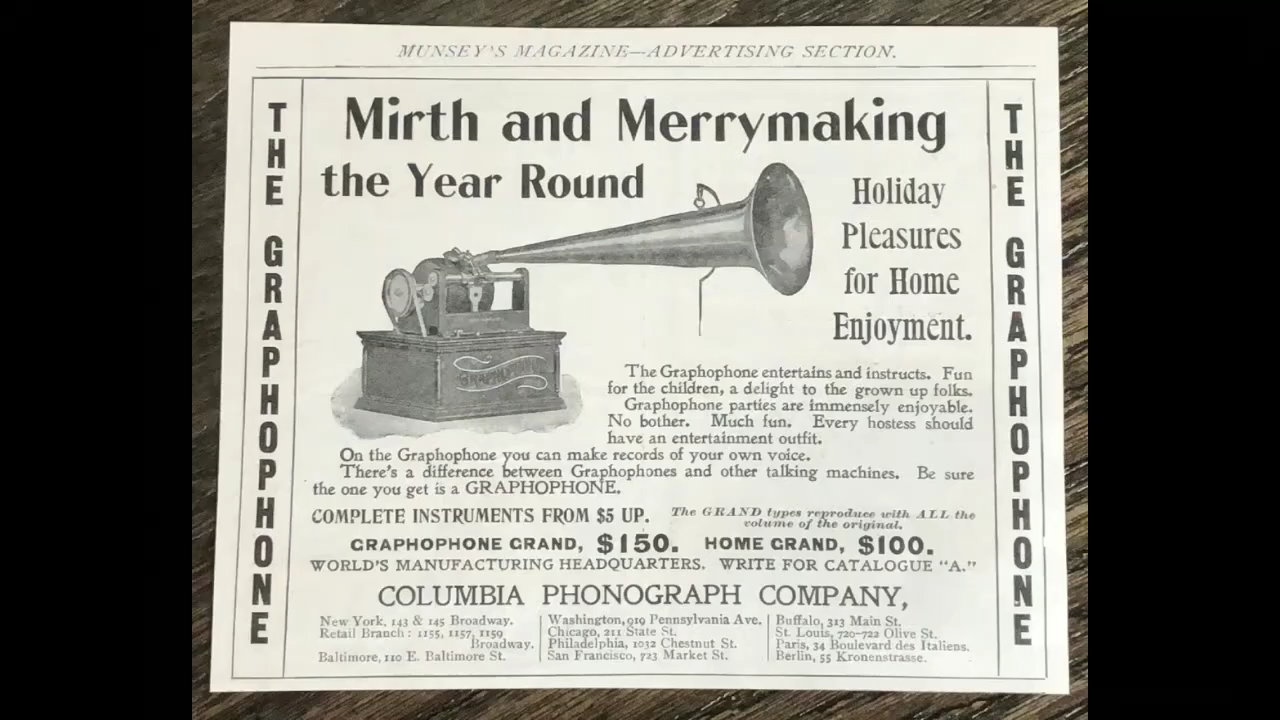 MUNSEY'S MAGAZINE—ADVERTISING SECTION.
THE GRAPHOPHONE
Mirth and Merrymaking
the Year Round
Holiday
Pleasures
for Home
Enjoyment.
GRAPHOPHONE
The Graphophone entertains and instructs. Fun
for the children, a delight to the grown up folks.
Graphophone parties are immensely enjoyable.
No bother. Much fun. Every hostess should
have an entertainment outfit.
On the Graphophone you can make records of your own voice.
There's a difference between Graphophones and other talking machines. Be sure
the one you get is a GRAPHOPHONE.
COMPLETE INSTRUMENTS FROM $5 UP.
The GRAND types reproduce with ALL the
volume of the original.
GRAPHOPHONE GRAND, $150. HOME GRAND, $100.
WORLD'S MANUFACTURING HEADQUARTERS. WRITE FOR CATALOGUE "A."
COLUMBIA PHONOGRAPH COMPANY,
New York, 143 & 145 Broadway.
Retail Branch: 1155, 1157, 1159
Broadway.
Baltimore, 110 E. Baltimore St.
Washington, 919 Pennsylvania Ave.
Chicago, 211 State St.
Philadelphia, 1032 Chestnut St.
San Francisco, 723 Market St.
Buffalo, 313 Main St.
St. Louis, 720-722 Olive St.
Paris, 34 Boulevard des Italiens.
Berlin, 55 Kronenstrasse.
THE GRAPHOPHONE